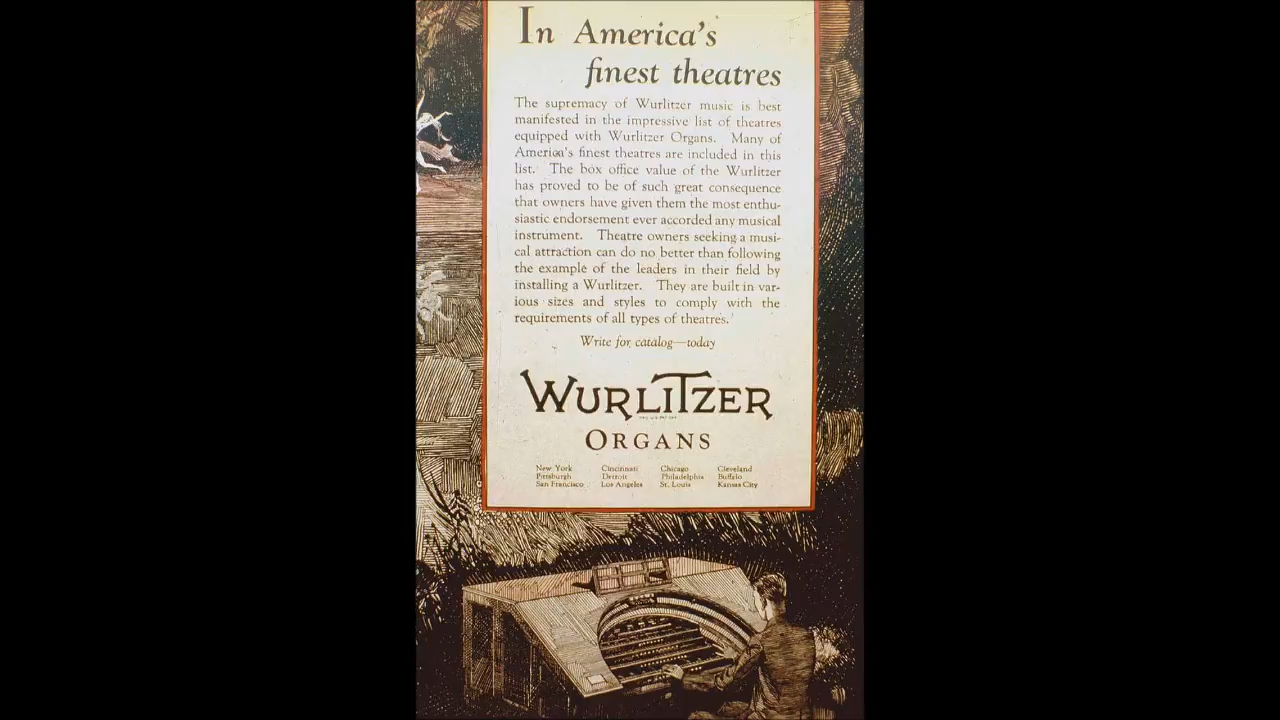 In America's
finest theatres
The supremacy of Wurlitzer music is best
manifested in the impressive list of theatres
equipped with Wurlitzer Organs. Many of
America's finest theatres are included in this
list. The box office value of the Wurlitzer
has proved to be of such great consequence
that owners have given them the most enthu-
siastic endorsement ever accorded any musical
instrument. Theatre owners seeking a musi-
cal attraction can do no better than following
the example of the leaders in their field by
installing a Wurlitzer. They are built in var-
ious sizes and styles to comply with the
requirements of all types of theatres.
Write for catalog—today
WURLITZER
ORGANS
New York Cincinnati Chicago Cleveland
Pittsburgh Detroit Philadelphia Buffalo
San Francisco Los Angeles St. Louis Kansas City